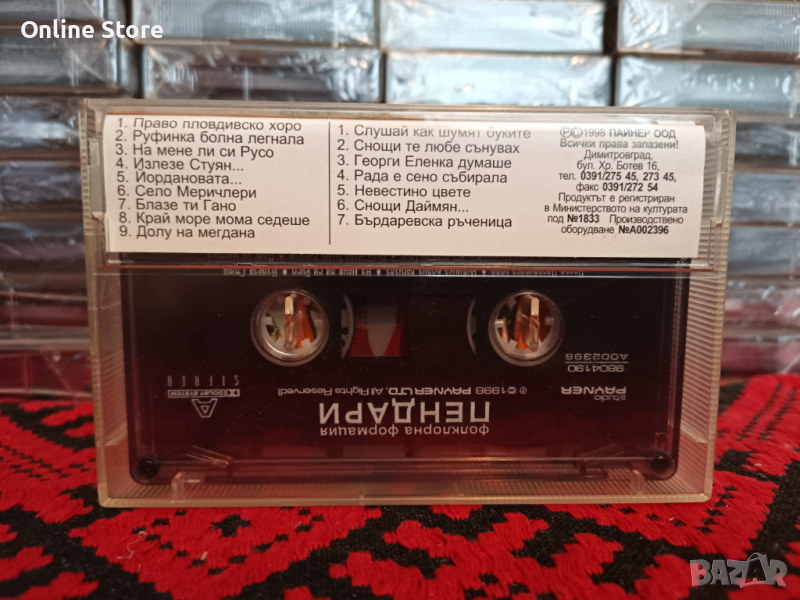 Online Store
1. Право пловдивско хоро
2. Руфинка болна легнала
3. На мене ли си Русо
4. Излезе Стуян...
5. Йордановата...
6. Село Меричлери
7. Блазе ти Гано
8. Край море мома седеше
9. Долу на мегдана
1. Слушай как шумят буките
2. Снощи те любе сънувах
3. Георги Еленка думаше
4. Рада е сено събирала
5. Невестино цвете
6. Снощи Даймян...
7. Бърдаревска ръченица
Ⓟ©1998 ПАЙНЕР ООД
Всички права запазени!
Димитровград,
бул. Хр. Ботев 16,
тел. 0391/275 45, 273 45,
факс 0391/272 54
Продуктът е регистриран
в Министерството на културата
под №1833 Производствено
оборудване №А002396
A
STEREO
DOLBY SYSTEM
фолклорна формация
ПЕНДАРИ
Ⓟ©1998 PAYNER LTD. All Rights Reserved!
studio
PAYNER
9804190
A002396
BAZAR